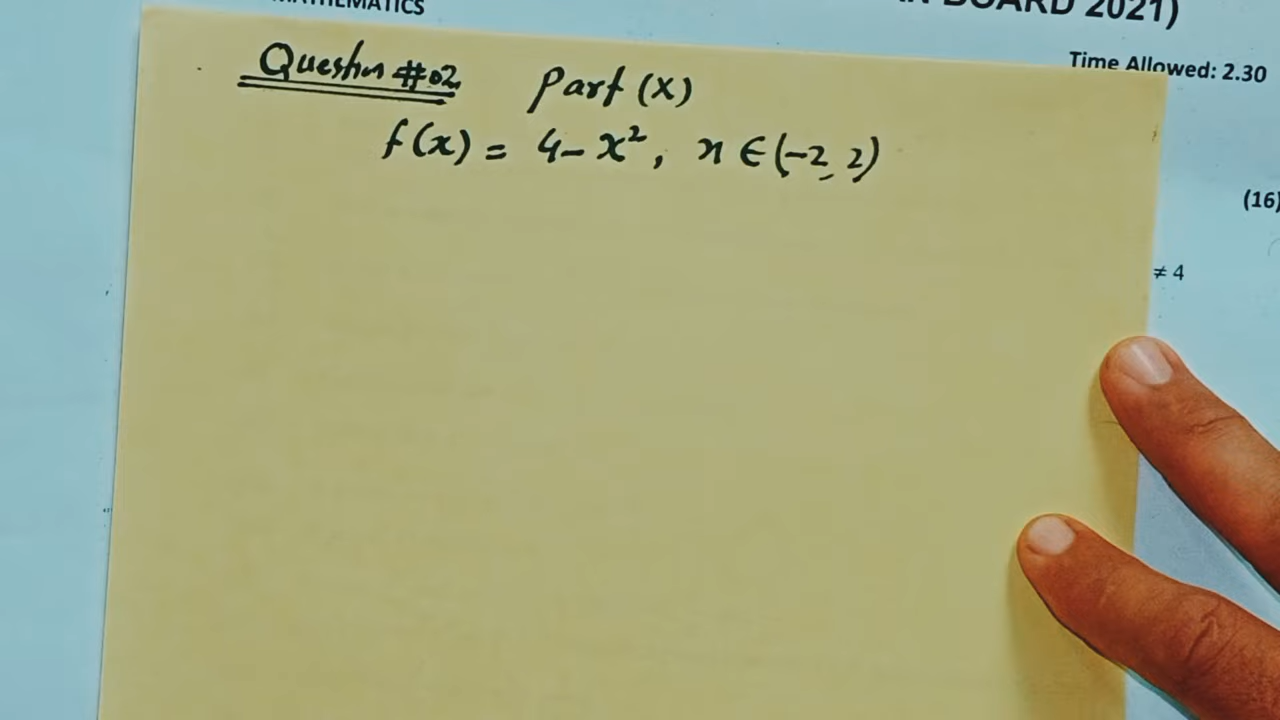 MATHEMATICS
BOARD 2021)
Time Allowed: 2.30
Question #02 Part (X)
f(x) = 4-x², x ∈ (-2, 2)
(16)
≠ 4